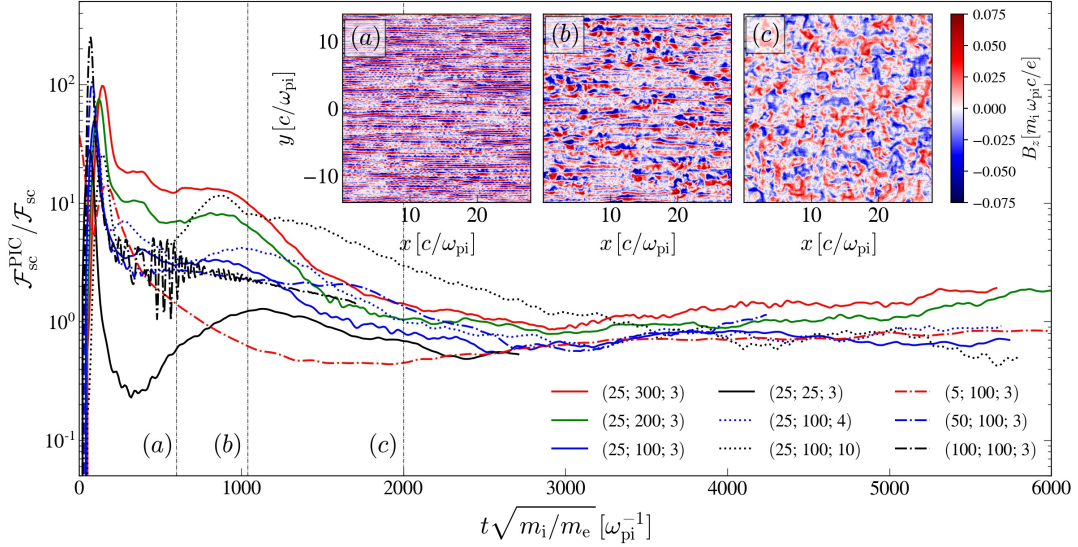 (a) (b) (c)
10 0 −10
y [c/ω_pi]
10 20 10 20 10 20
x [c/ω_pi] x [c/ω_pi] x [c/ω_pi]
0.075
0.050
0.025
0.000
−0.025
−0.050
−0.075
B_z [m_i ω_pi c/e]
10^2
10^1
10^0
10^-1
F_sc^PIC / F_sc
(a) (b) (c)
(25; 300; 3) (25; 25; 3) (5; 100; 3)
(25; 200; 3) (25; 100; 4) (50; 100; 3)
(25; 100; 3) (25; 100; 10) (100; 100; 3)
0 1000 2000 3000 4000 5000 6000
t√m_i/m_e [ω_pi^-1]